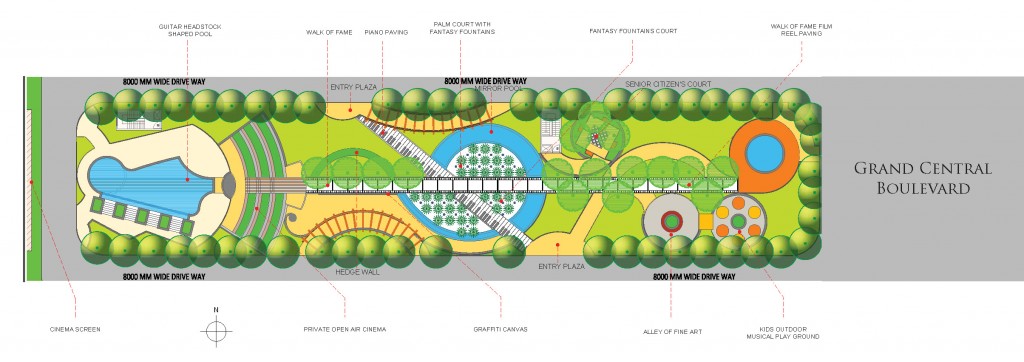 GUITAR HEADSTOCK
SHAPED POOL
WALK OF FAME
PIANO PAVING
PALM COURT WITH
FANTASY FOUNTAINS
FANTASY FOUNTAINS COURT
WALK OF FAME FILM
REEL PAVING
8000 MM WIDE DRIVE WAY
ENTRY PLAZA
8000 MM WIDE DRIVE WAY
MIRROR POOL
SENIOR CITIZEN'S COURT
GRAND CENTRAL
BOULEVARD
8000 MM WIDE DRIVE WAY
HEDGE WALL
ENTRY PLAZA
8000 MM WIDE DRIVE WAY
N
CINEMA SCREEN
PRIVATE OPEN AIR CINEMA
GRAFFITI CANVAS
ALLEY OF FINE ART
KIDS OUTDOOR
MUSICAL PLAY GROUND